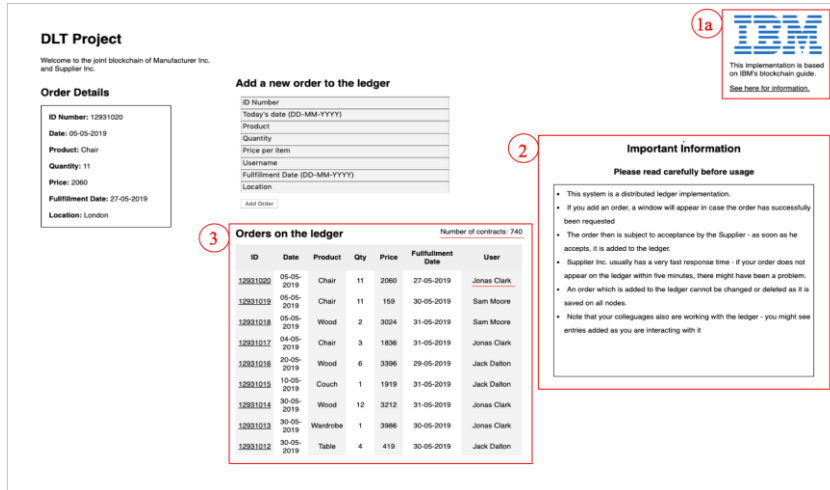 DLT Project
Welcome to the joint blockchain of Manufacturer Inc.
and Supplier Inc.
Order Details
ID Number: 12931020
Date: 05-05-2019
Product: Chair
Quantity: 11
Price: 2060
Fullfillment Date: 27-05-2019
Location: London
Add a new order to the ledger
ID Number
Today's date (DD-MM-YYYY)
Product
Quantity
Price per item
Username
Fullfillment Date (DD-MM-YYYY)
Location
Add Order
1a
IBM
This implementation is based
on IBM's blockchain guide.
See here for information.
2
Important Information
Please read carefully before usage
• This system is a distributed ledger implementation.
• If you add an order, a window will appear in case the order has successfully
been requested
• The order then is subject to acceptance by the Supplier - as soon as he
accepts, it is added to the ledger.
• Supplier Inc. usually has a very fast response time - if your order does not
appear on the ledger within five minutes, there might have been a problem.
• An order which is added to the ledger cannot be changed or deleted as it is
saved on all nodes.
• Note that your colleguages also are working with the ledger - you might see
entries added as you are interacting with it
3
Orders on the ledger
Number of contracts: 740
ID Date Product Qty Price Fullfullment Date User
12931020 05-05-2019 Chair 11 2060 27-05-2019 Jonas Clark
12931019 05-05-2019 Chair 11 159 30-05-2019 Sam Moore
12931018 05-05-2019 Wood 2 3024 31-05-2019 Sam Moore
12931017 04-05-2019 Chair 3 1836 31-05-2019 Jonas Clark
12931016 20-05-2019 Wood 6 3396 29-05-2019 Jack Dalton
12931015 10-05-2019 Couch 1 1919 31-05-2019 Jack Dalton
12931014 30-05-2019 Wood 12 3212 31-05-2019 Jonas Clark
12931013 30-05-2019 Wardrobe 1 3986 30-05-2019 Jonas Clark
12931012 30-05-2019 Table 4 419 30-05-2019 Jack Dalton